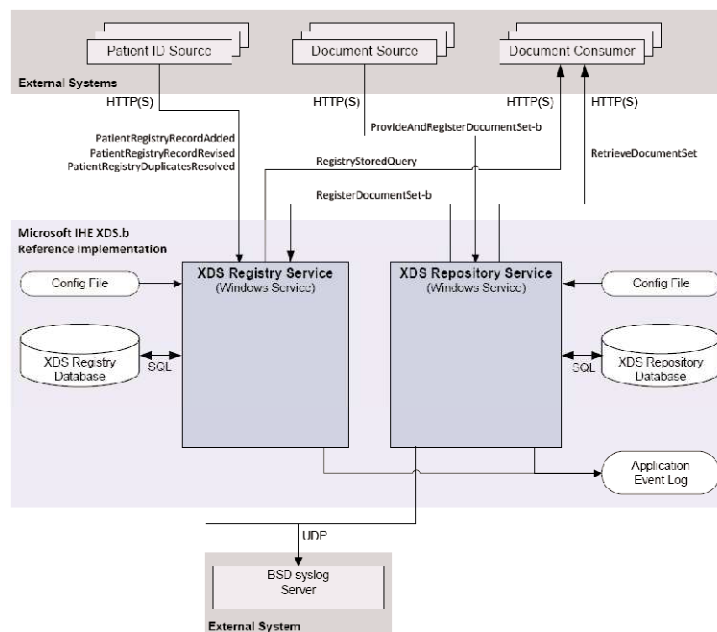 Patient ID Source
Document Source
Document Consumer
External Systems
HTTP(S)
HTTP(S)
HTTP(S)
HTTP(S)
PatientRegistryRecordAdded
PatientRegistryRecordRevised
PatientRegistryDuplicatesResolved
ProvideAndRegisterDocumentSet-b
RegistryStoredQuery
RetrieveDocumentSet
RegisterDocumentSet-b
Microsoft IHE XDS.b
Reference Implementation
XDS Registry Service
(Windows Service)
XDS Repository Service
(Windows Service)
Config File
Config File
XDS Registry
Database
SQL
SQL
XDS Repository
Database
Application
Event Log
UDP
BSD syslog
Server
External System